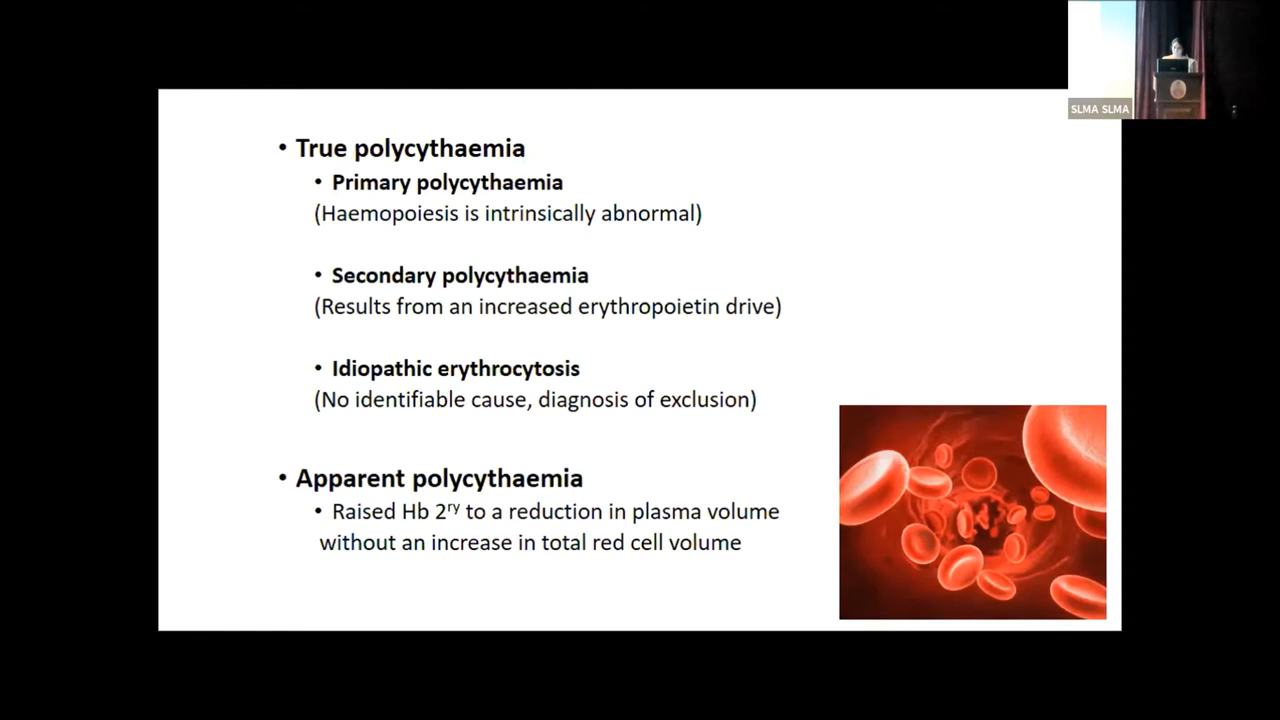 SLMA SLMA
• True polycythaemia
• Primary polycythaemia
(Haemopoiesis is intrinsically abnormal)
• Secondary polycythaemia
(Results from an increased erythropoietin drive)
• Idiopathic erythrocytosis
(No identifiable cause, diagnosis of exclusion)
• Apparent polycythaemia
• Raised Hb 2ʳʸ to a reduction in plasma volume
without an increase in total red cell volume